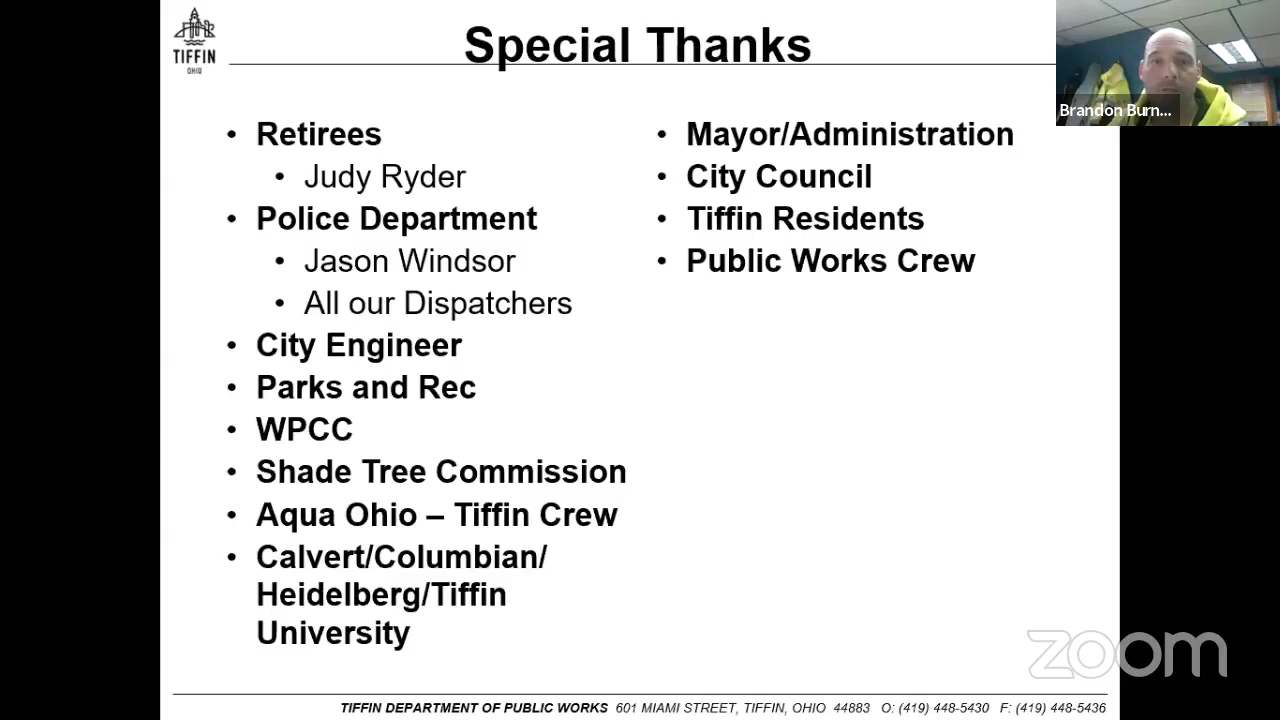 TIFFIN
OHIO
Special Thanks
Brandon Burn...
• Retirees
• Judy Ryder
• Police Department
• Jason Windsor
• All our Dispatchers
• City Engineer
• Parks and Rec
• WPCC
• Shade Tree Commission
• Aqua Ohio – Tiffin Crew
• Calvert/Columbian/
Heidelberg/Tiffin
University
• Mayor/Administration
• City Council
• Tiffin Residents
• Public Works Crew
zoom
TIFFIN DEPARTMENT OF PUBLIC WORKS 601 MIAMI STREET, TIFFIN, OHIO 44883 O: (419) 448-5430 F: (419) 448-5436